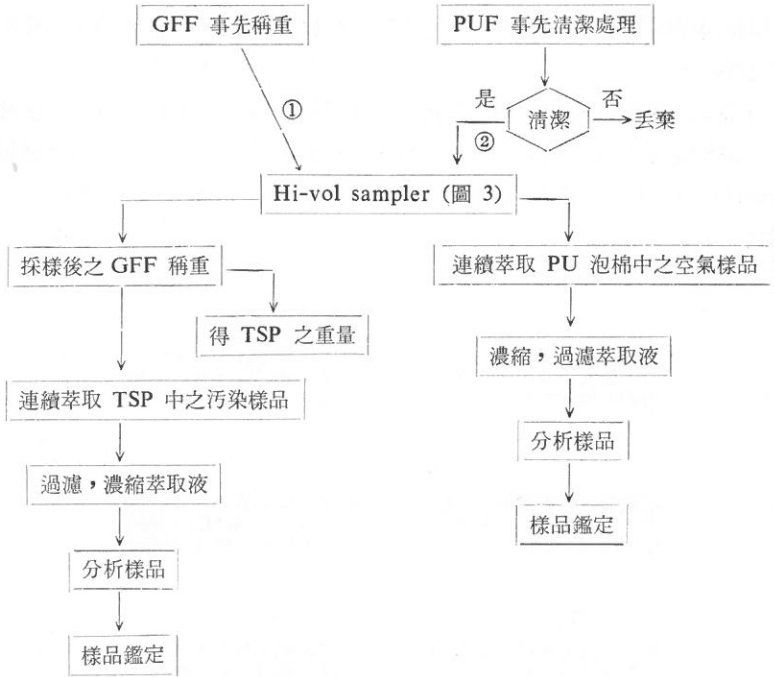 GFF 事先稱重
PUF 事先清潔處理
①
是
清潔
否
丟棄
②
Hi-vol sampler (圖 3)
採樣後之 GFF 稱重
得 TSP 之重量
連續萃取 TSP 中之污染樣品
過濾,濃縮萃取液
分析樣品
樣品鑑定
連續萃取 PU 泡棉中之空氣樣品
濃縮,過濾萃取液
分析樣品
樣品鑑定